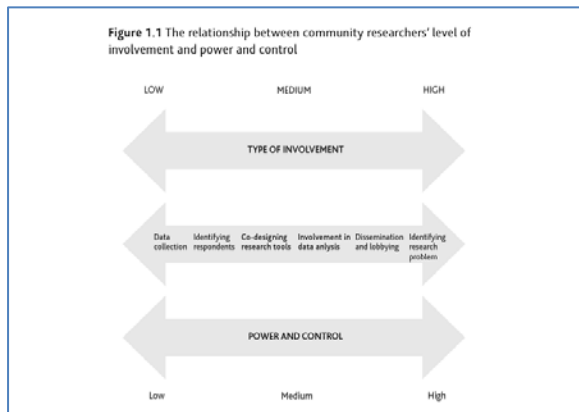 Figure 1.1 The relationship between community researchers' level of
involvement and power and control
LOW MEDIUM HIGH
TYPE OF INVOLVEMENT
Data Identifying Co-designing Involvement in Dissemination Identifying
collection respondents research tools data anlysis and lobbying research
problem
POWER AND CONTROL
Low Medium High